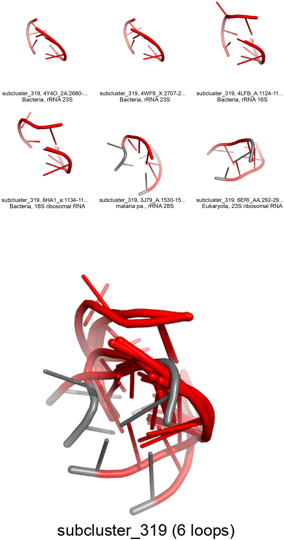 subcluster_319, 4Y4O_2A:2680-...
Bacteria, rRNA 23S
subcluster_319, 4WF9_X:2707-2...
Bacteria, rRNA 23S
subcluster_319, 4LFB_A:1124-11...
Bacteria, rRNA 16S
subcluster_319, 6HA1_a:1134-11...
Bacteria, 16S ribosomal RNA
subcluster_319, 3J79_A:1530-15...
malaria pa., rRNA 28S
subcluster_319, 6ERI_AA:292-29...
Eukaryota, 23S ribosomal RNA
subcluster_319 (6 loops)